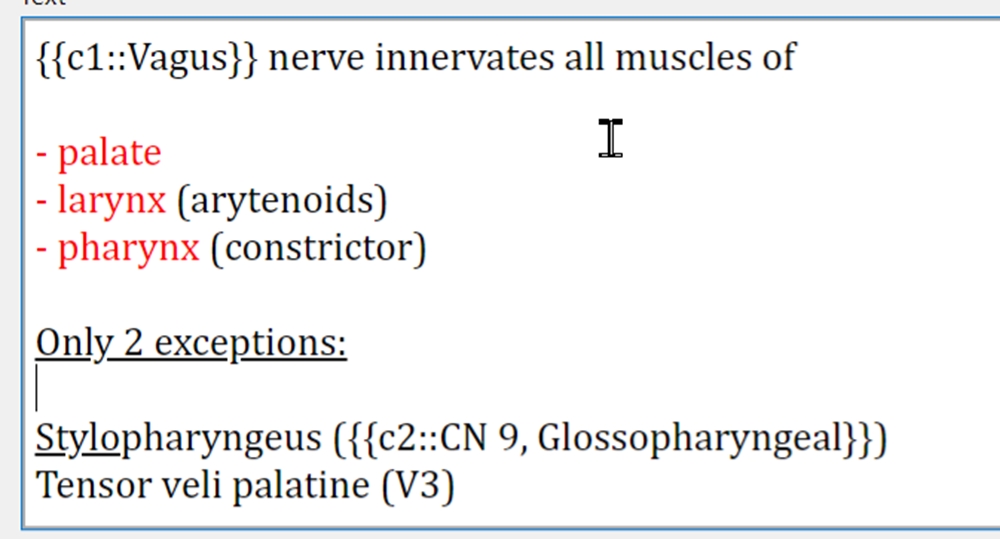 Text
{{c1::Vagus}} nerve innervates all muscles of
- palate
- larynx (arytenoids)
- pharynx (constrictor)
Only 2 exceptions:
Stylopharyngeus ({{c2::CN 9, Glossopharyngeal}})
Tensor veli palatine (V3)